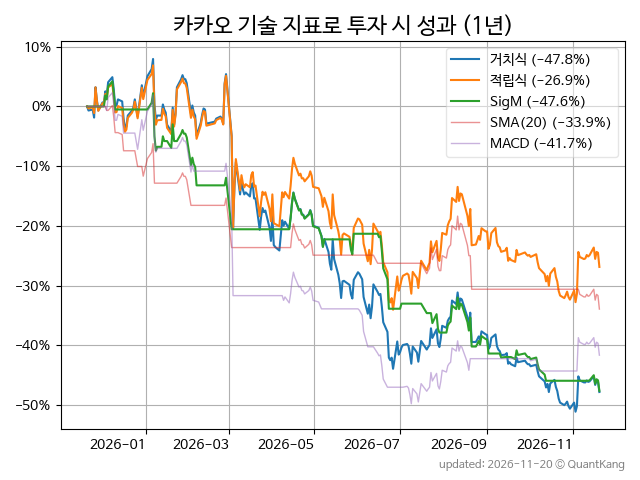 카카오 기술 지표로 투자 시 성과 (1년)
10%
0%
−10%
−20%
−30%
−40%
−50%
거치식 (−47.8%)
적립식 (−26.9%)
SigM (−47.6%)
SMA(20) (−33.9%)
MACD (−41.7%)
2026-01
2026-03
2026-05
2026-07
2026-09
2026-11
updated: 2026-11-20 © QuantKang